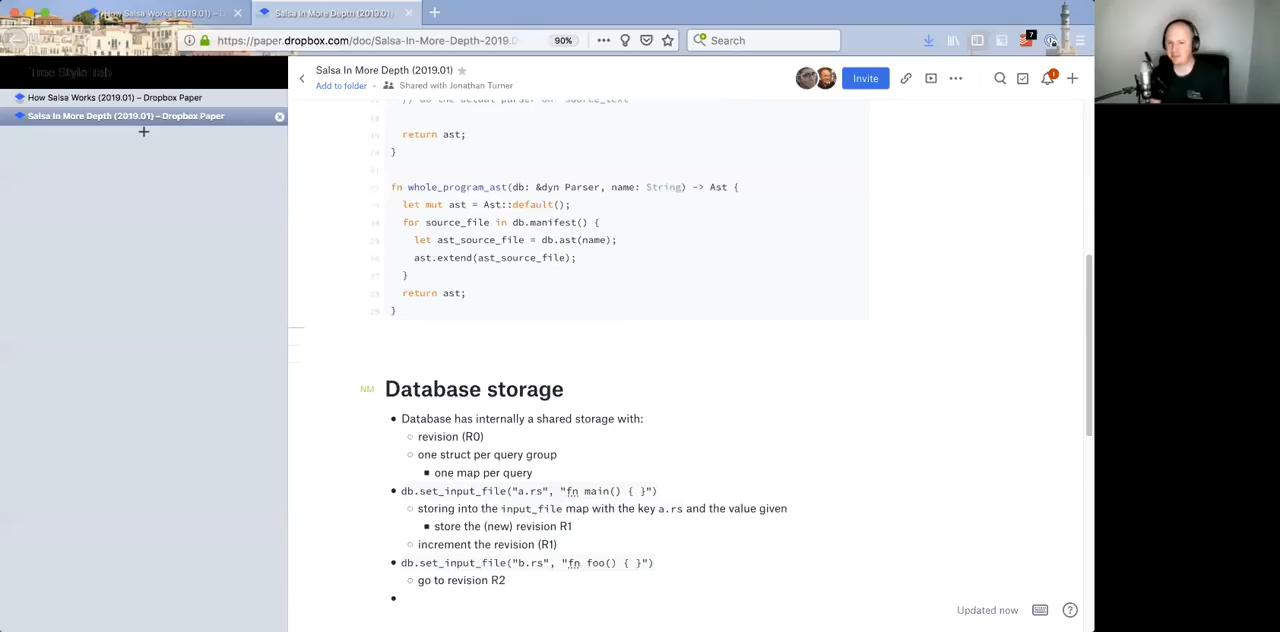 How Salsa Works (2019.01) – D
Salsa In More Depth (2019.01)
https://paper.dropbox.com/doc/Salsa-In-More-Depth-2019.0
90%
Search
7
Tree Style Tab
How Salsa Works (2019.01) – Dropbox Paper
Salsa In More Depth (2019.01) – Dropbox Paper
Salsa In More Depth (2019.01)
Add to folder
Shared with Jonathan Turner
Invite
1
return ast;
}
fn whole_program_ast(db: &dyn Parser, name: String) -> Ast {
let mut ast = Ast::default();
for source_file in db.manifest() {
let ast_source_file = db.ast(name);
ast.extend(ast_source_file);
}
return ast;
}
NM
Database storage
• Database has internally a shared storage with:
○ revision (R0)
○ one struct per query group
■ one map per query
• db.set_input_file("a.rs", "fn main() { }")
○ storing into the input_file map with the key a.rs and the value given
■ store the (new) revision R1
○ increment the revision (R1)
• db.set_input_file("b.rs", "fn foo() { }")
○ go to revision R2
•
Updated now
?